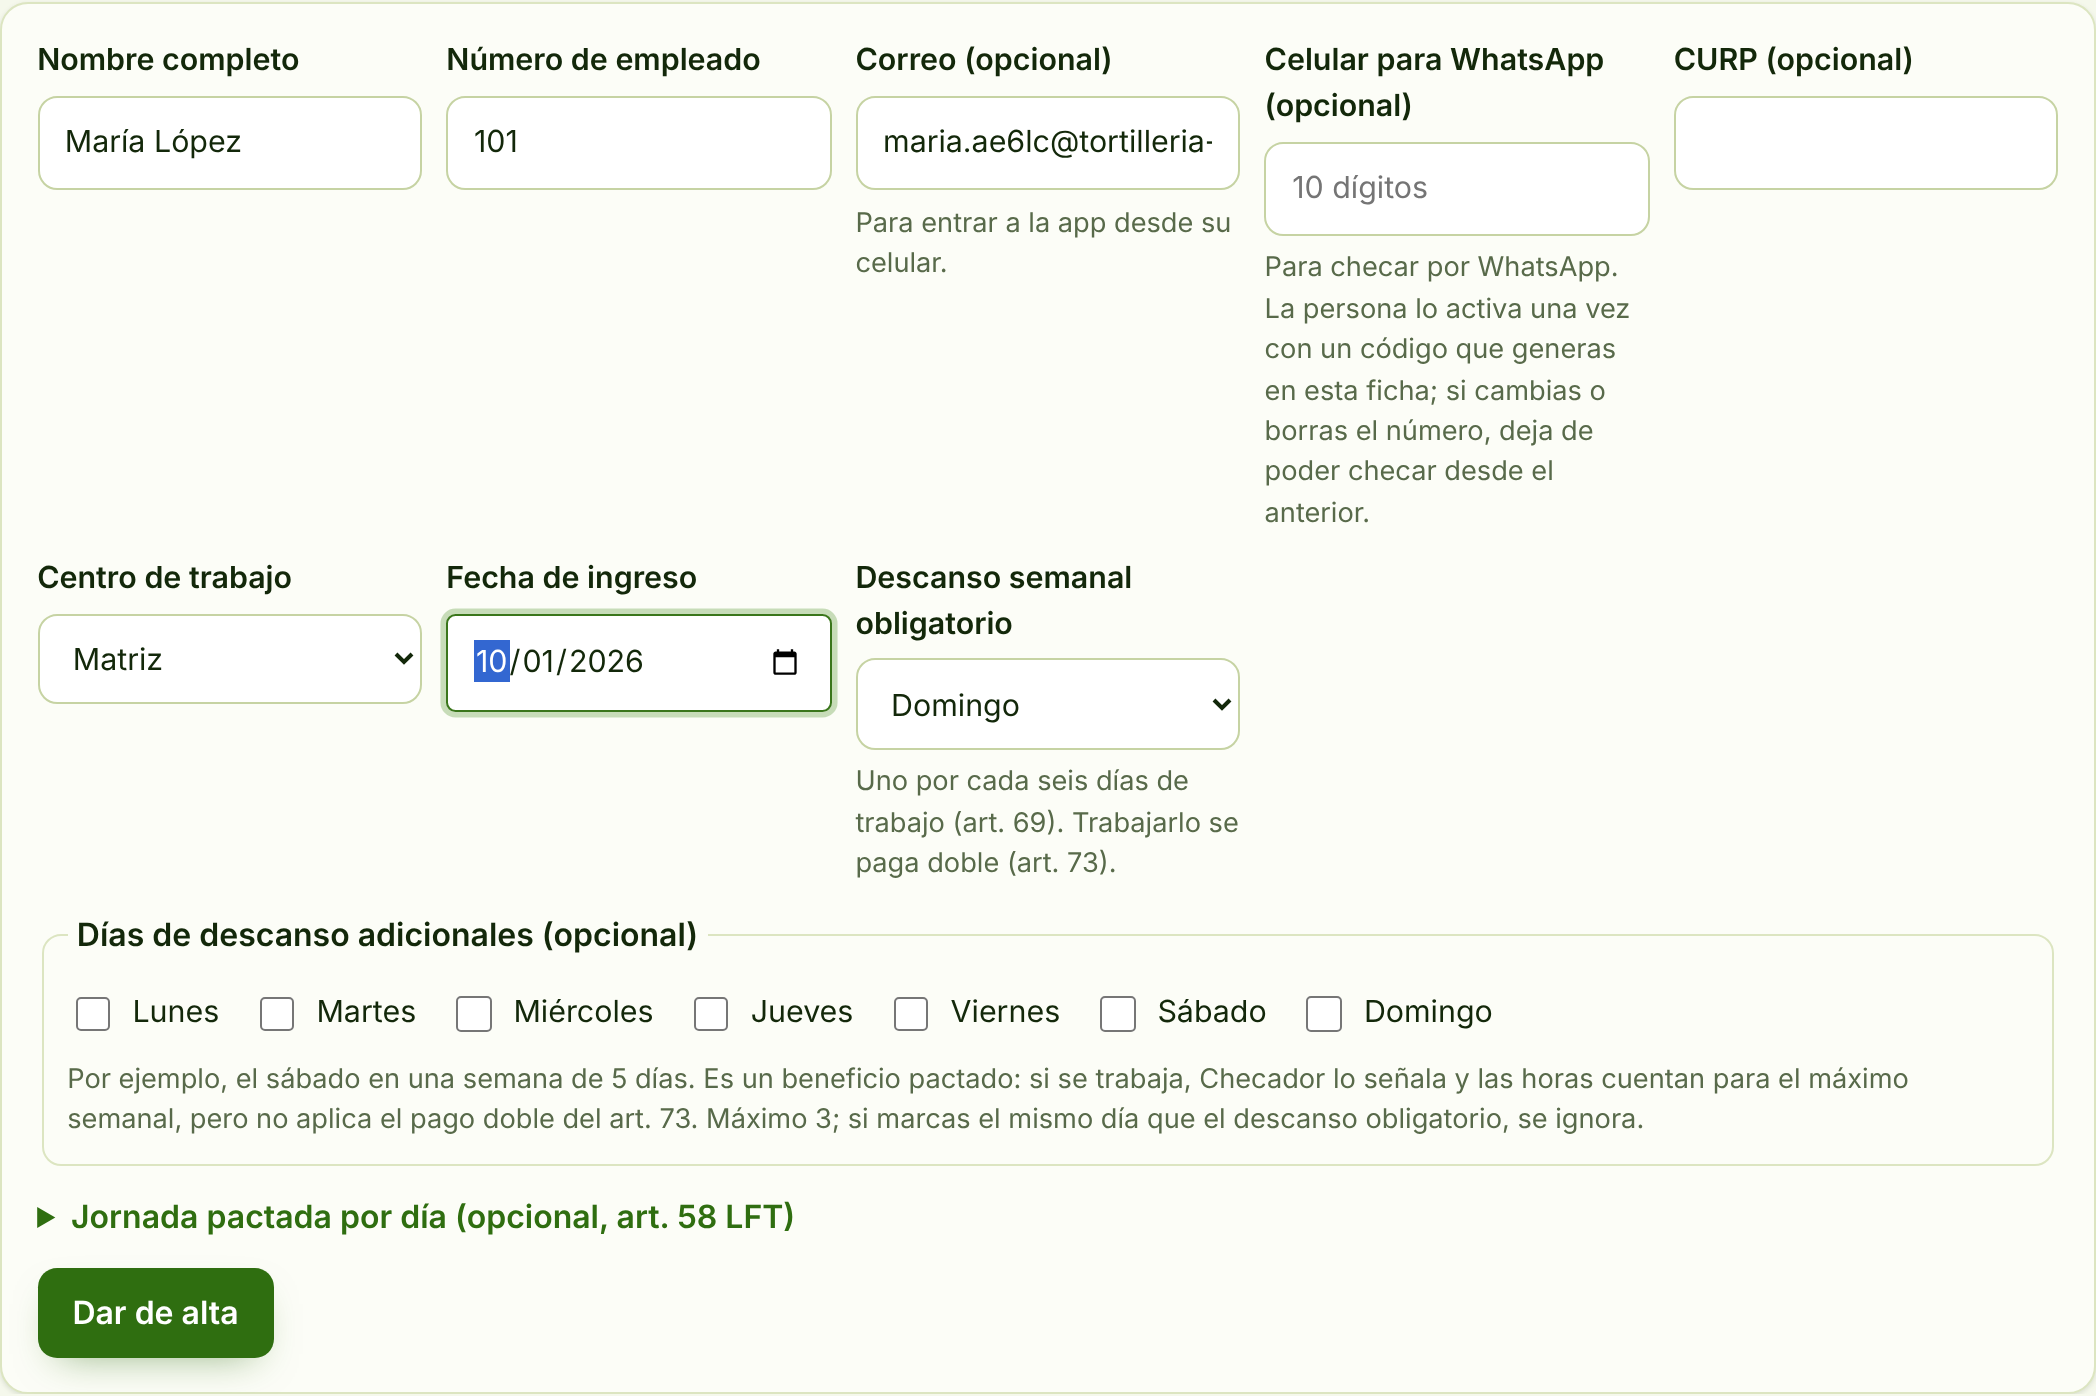 Nombre completo
María López
Número de empleado
101
Correo (opcional)
maria.ae6lc@tortilleria-
Para entrar a la app desde su
celular.
Celular para WhatsApp
(opcional)
10 dígitos
Para checar por WhatsApp.
La persona lo activa una vez
con un código que generas
en esta ficha; si cambias o
borras el número, deja de
poder checar desde el
anterior.
CURP (opcional)
Centro de trabajo
Matriz
Fecha de ingreso
10/01/2026
Descanso semanal
obligatorio
Domingo
Uno por cada seis días de
trabajo (art. 69). Trabajarlo se
paga doble (art. 73).
Días de descanso adicionales (opcional)
Lunes Martes Miércoles Jueves Viernes Sábado Domingo
Por ejemplo, el sábado en una semana de 5 días. Es un beneficio pactado: si se trabaja, Checador lo señala y las horas cuentan para el máximo
semanal, pero no aplica el pago doble del art. 73. Máximo 3; si marcas el mismo día que el descanso obligatorio, se ignora.
Jornada pactada por día (opcional, art. 58 LFT)
Dar de alta